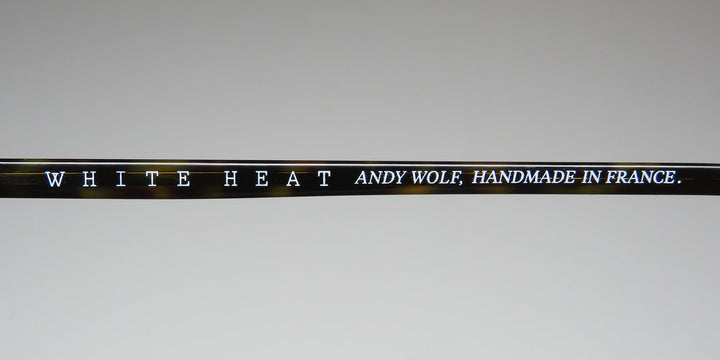 WHITE HEAT ANDY WOLF, HANDMADE IN FRANCE.